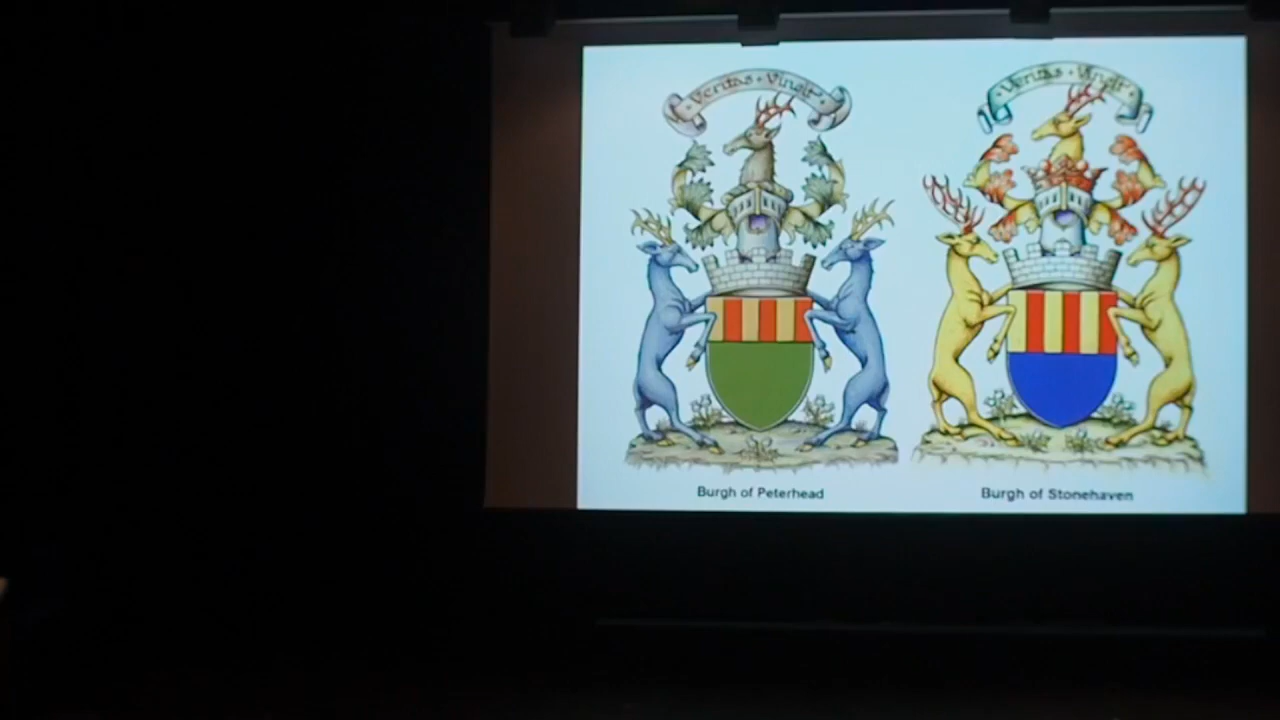 Veritas · Vincit
Veritas · Vincit
Burgh of Peterhead
Burgh of Stonehaven